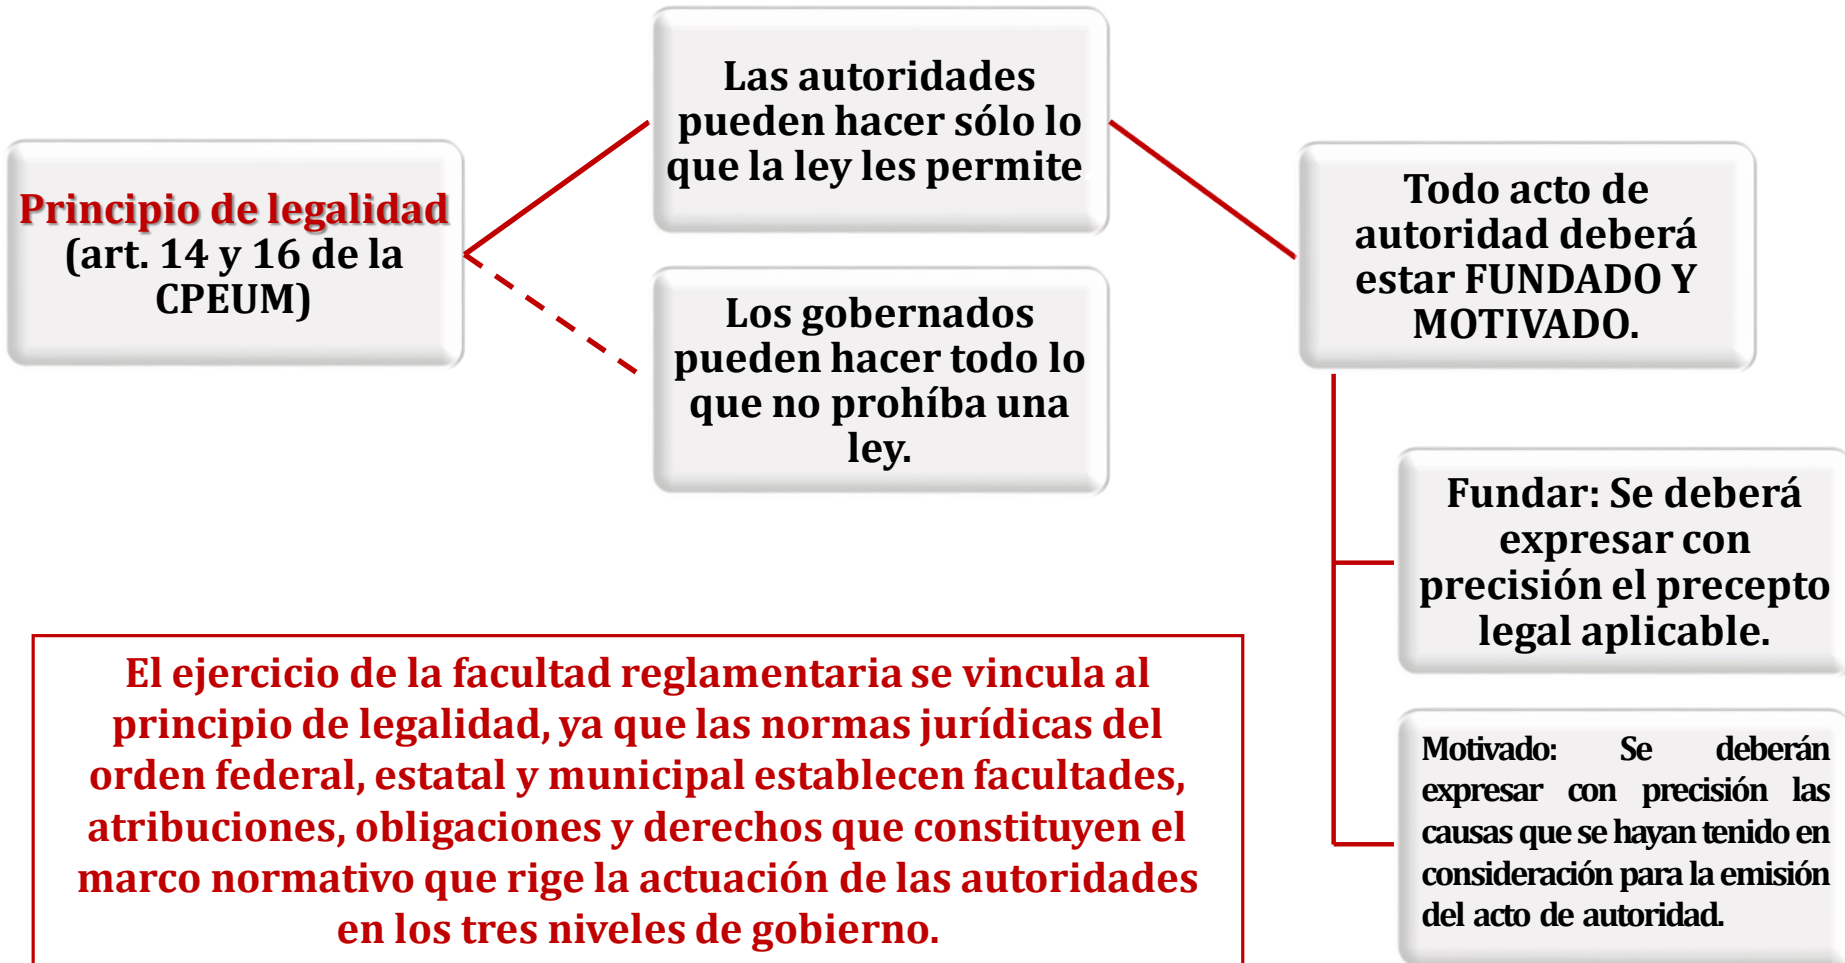 Principio de legalidad
(art. 14 y 16 de la
CPEUM)
Las autoridades
pueden hacer sólo lo
que la ley les permite
Los gobernados
pueden hacer todo lo
que no prohíba una
ley.
Todo acto de
autoridad deberá
estar FUNDADO Y
MOTIVADO.
Fundar: Se deberá
expresar con
precisión el precepto
legal aplicable.
Motivado: Se deberán
expresar con precisión las
causas que se hayan tenido en
consideración para la emisión
del acto de autoridad.
El ejercicio de la facultad reglamentaria se vincula al
principio de legalidad, ya que las normas jurídicas del
orden federal, estatal y municipal establecen facultades,
atribuciones, obligaciones y derechos que constituyen el
marco normativo que rige la actuación de las autoridades
en los tres niveles de gobierno.